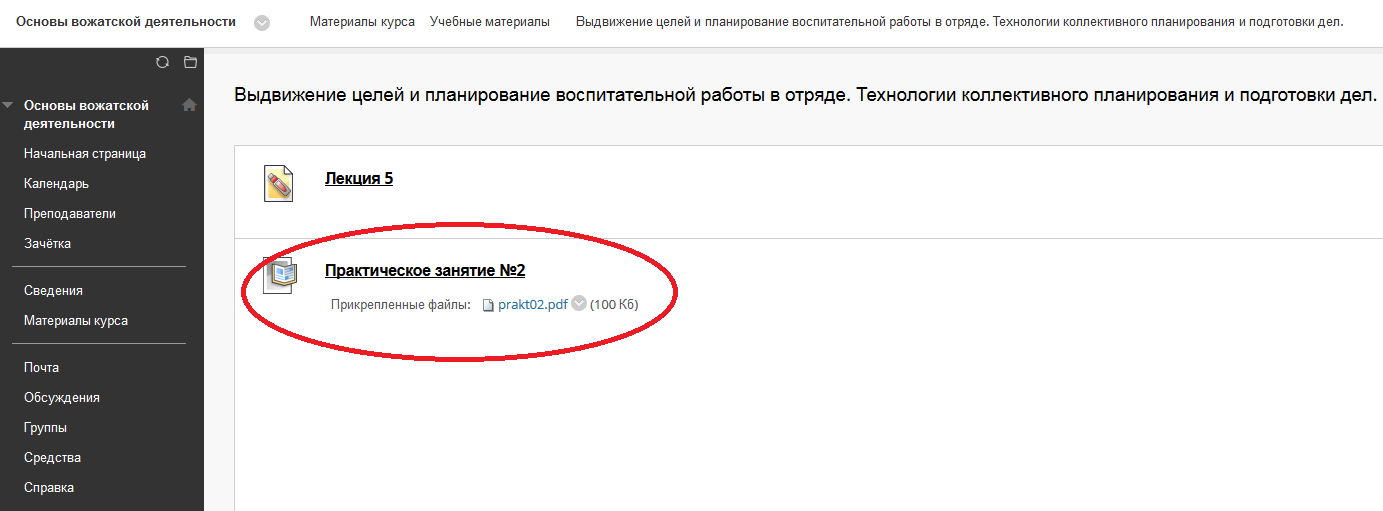 Основы вожатской деятельности Материалы курса Учебные материалы Выдвижение целей и планирование воспитательной работы в отряде. Технологии коллективного планирования и подготовки дел.
Основы вожатской
деятельности
Начальная страница
Календарь
Преподаватели
Зачётка
Сведения
Материалы курса
Почта
Обсуждения
Группы
Средства
Справка
Выдвижение целей и планирование воспитательной работы в отряде. Технологии коллективного планирования и подготовки дел.
Лекция 5
Практическое занятие №2
Прикрепленные файлы: prakt02.pdf (100 Кб)